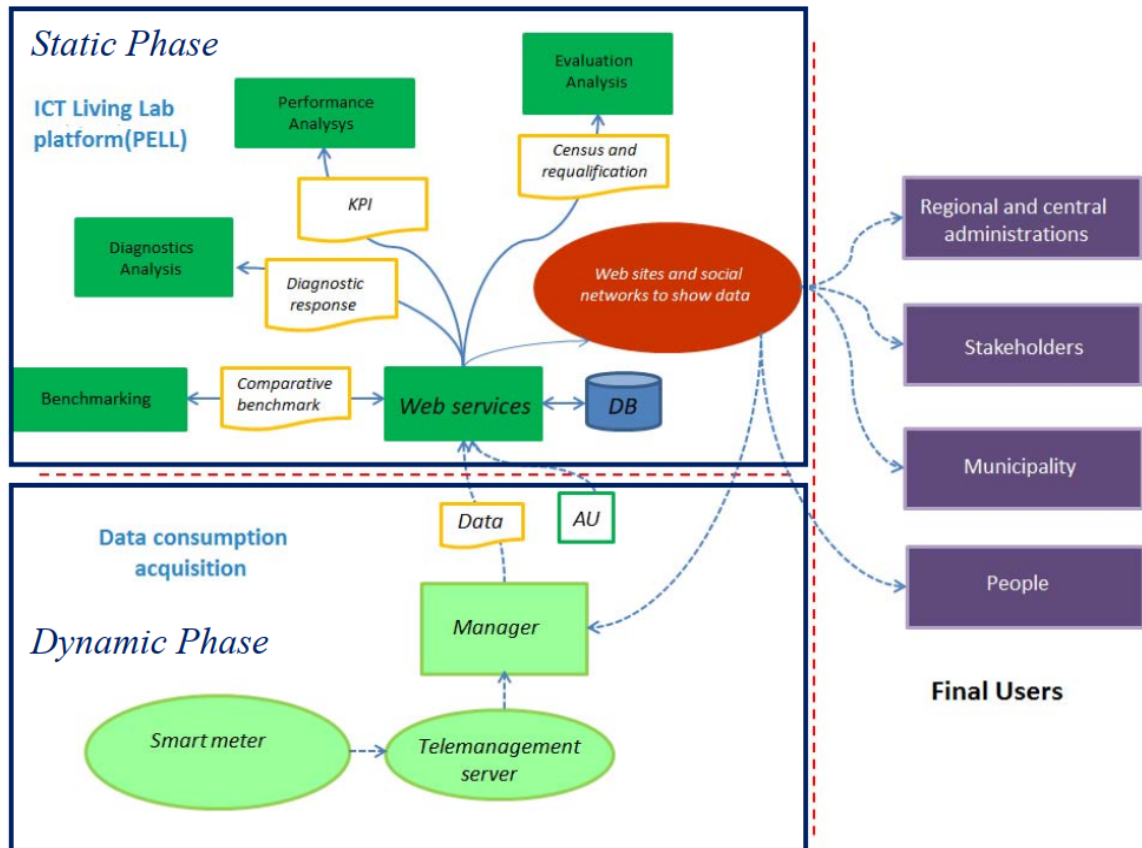 Static Phase
ICT Living Lab
platform(PELL)
Performance
Analysys
Evaluation
Analysis
KPI
Census and
requalification
Diagnostics
Analysis
Diagnostic
response
Web sites and social
networks to show data
Benchmarking
Comparative
benchmark
Web services
DB
Regional and central
administrations
Stakeholders
Municipality
People
Final Users
Data consumption
acquisition
Data
AU
Dynamic Phase
Manager
Smart meter
Telemanagement
server